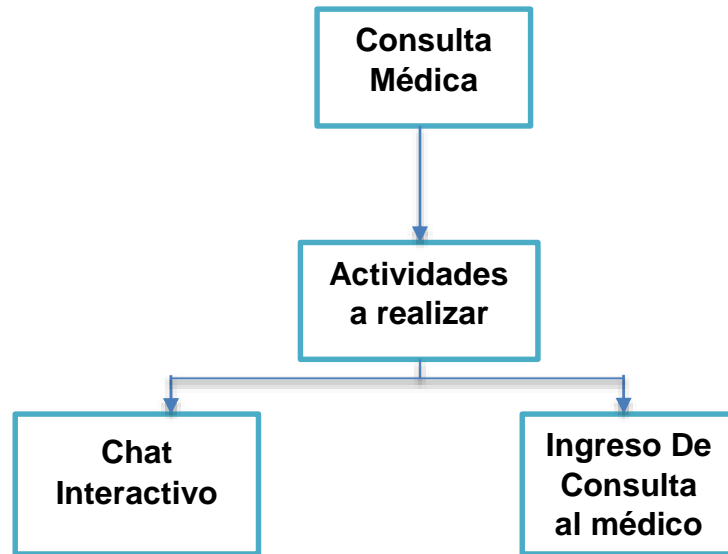 Consulta
Médica
Actividades
a realizar
Chat
Interactivo
Ingreso De
Consulta
al médico